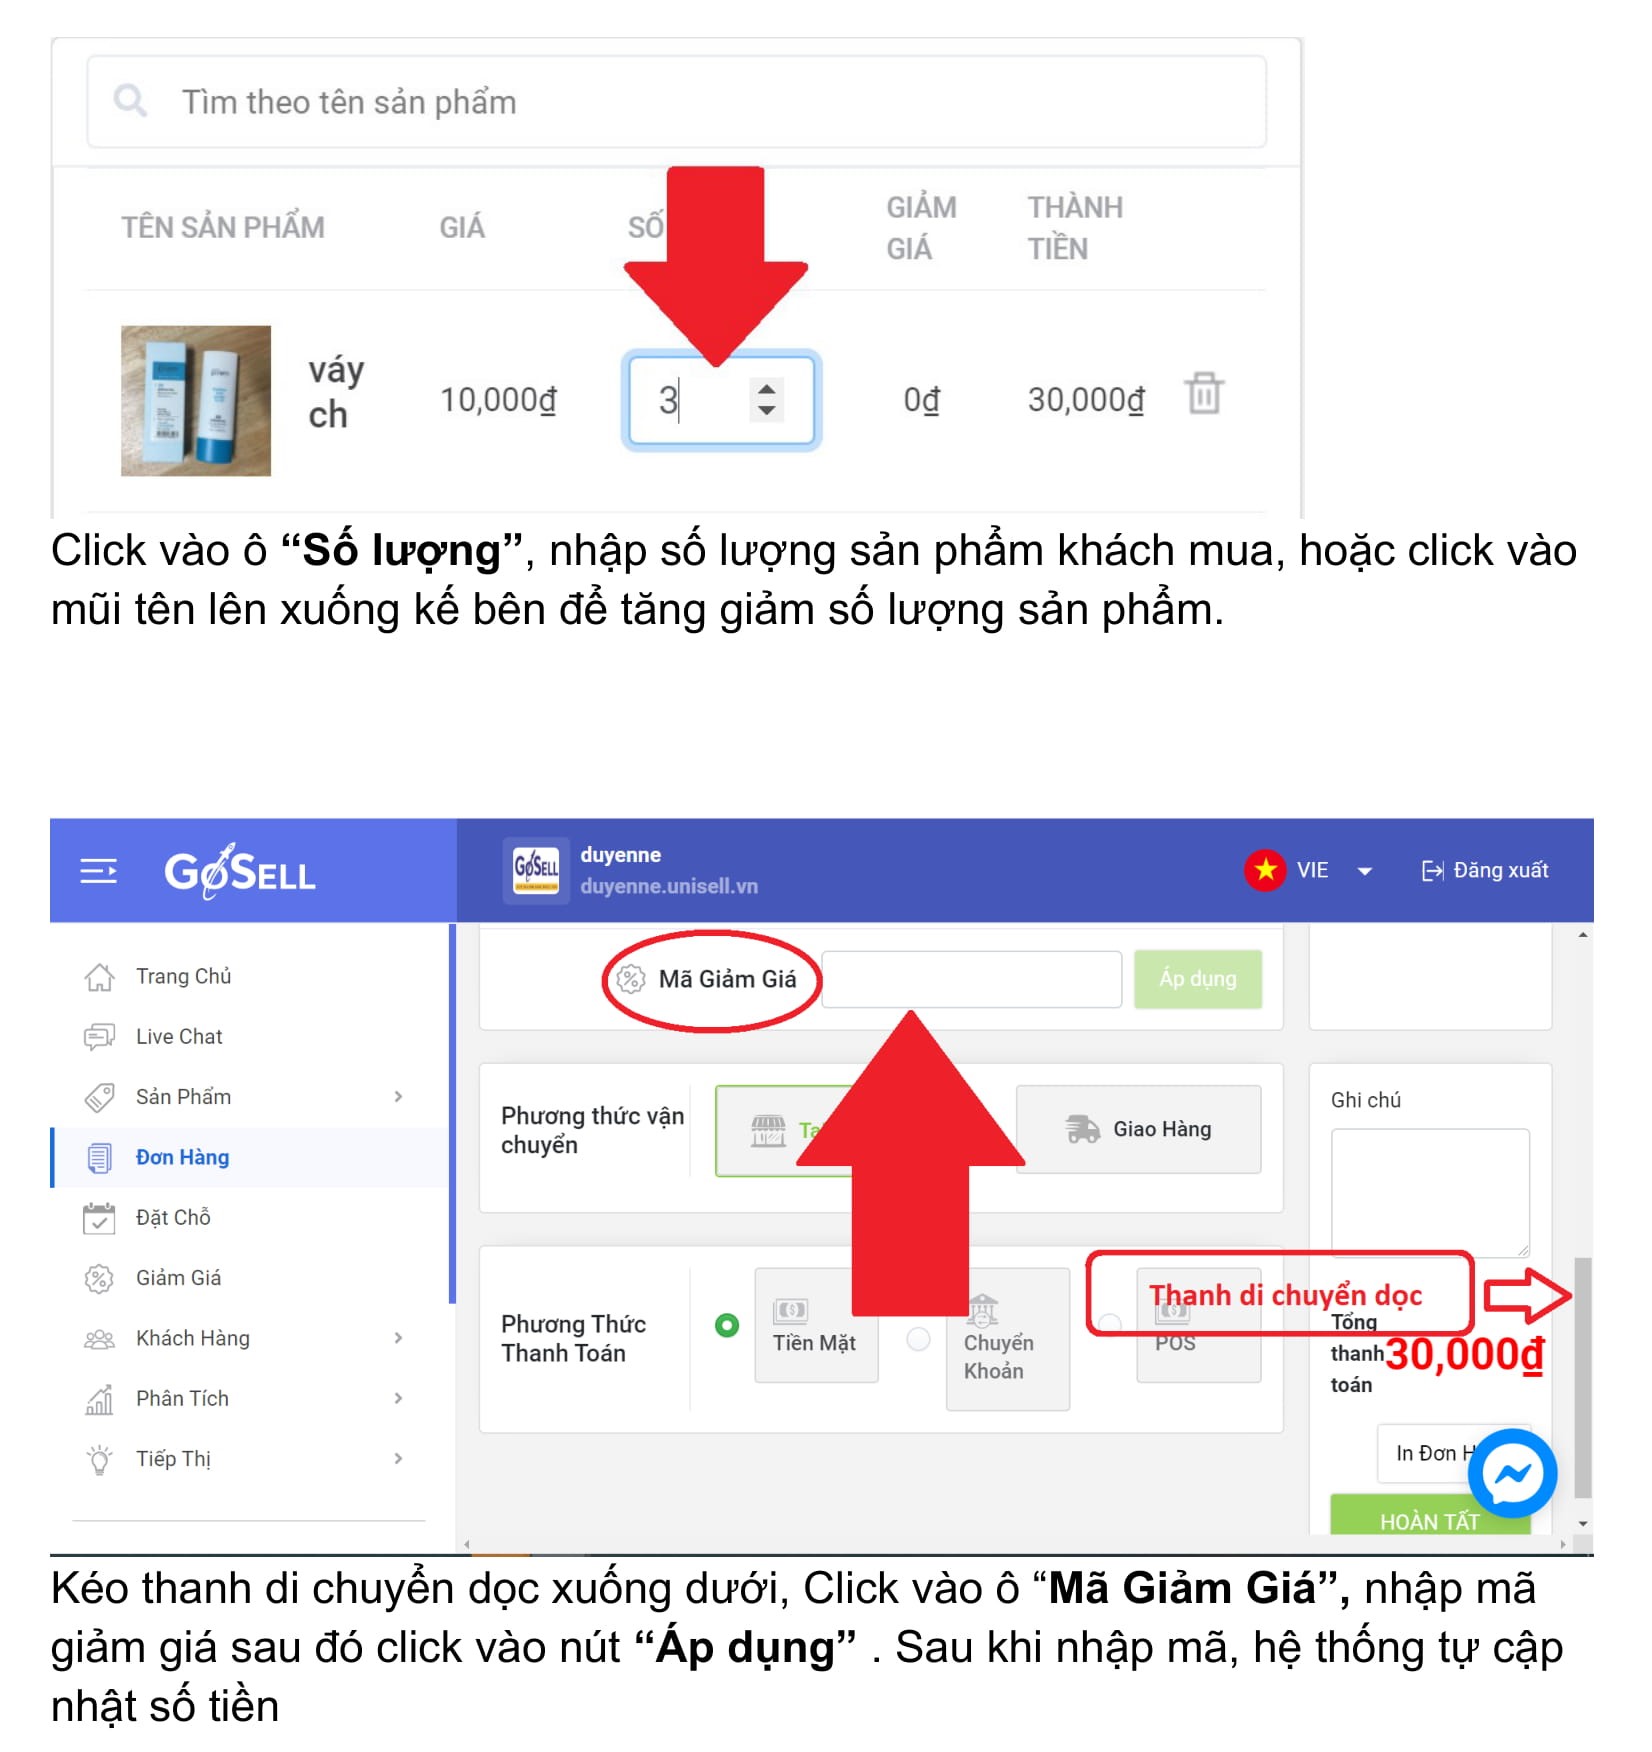 Tìm theo tên sản phẩm
TÊN SẢN PHẨM GIÁ SỐ GIẢM GIÁ THÀNH TIỀN
váy ch 10,000₫ 3 0₫ 30,000₫
Click vào ô “Số lượng”, nhập số lượng sản phẩm khách mua, hoặc click vào
mũi tên lên xuống kế bên để tăng giảm số lượng sản phẩm.
GoSELL
GoSELL
duyenne
duyenne.unisell.vn
VIE
Đăng xuất
Trang Chủ
Live Chat
Sản Phẩm
Đơn Hàng
Đặt Chỗ
Giảm Giá
Khách Hàng
Phân Tích
Tiếp Thị
Mã Giảm Giá
Áp dụng
Phương thức vận
chuyển
Giao Hàng
Phương Thức
Thanh Toán
Tiền Mặt
Chuyển
Khoản
POS
Ghi chú
Thanh di chuyển dọc
Tổng
thanh
toán
30,000₫
In Đơn H
HOÀN TẤT
Kéo thanh di chuyển dọc xuống dưới, Click vào ô “Mã Giảm Giá”, nhập mã
giảm giá sau đó click vào nút “Áp dụng” . Sau khi nhập mã, hệ thống tự cập
nhật số tiền